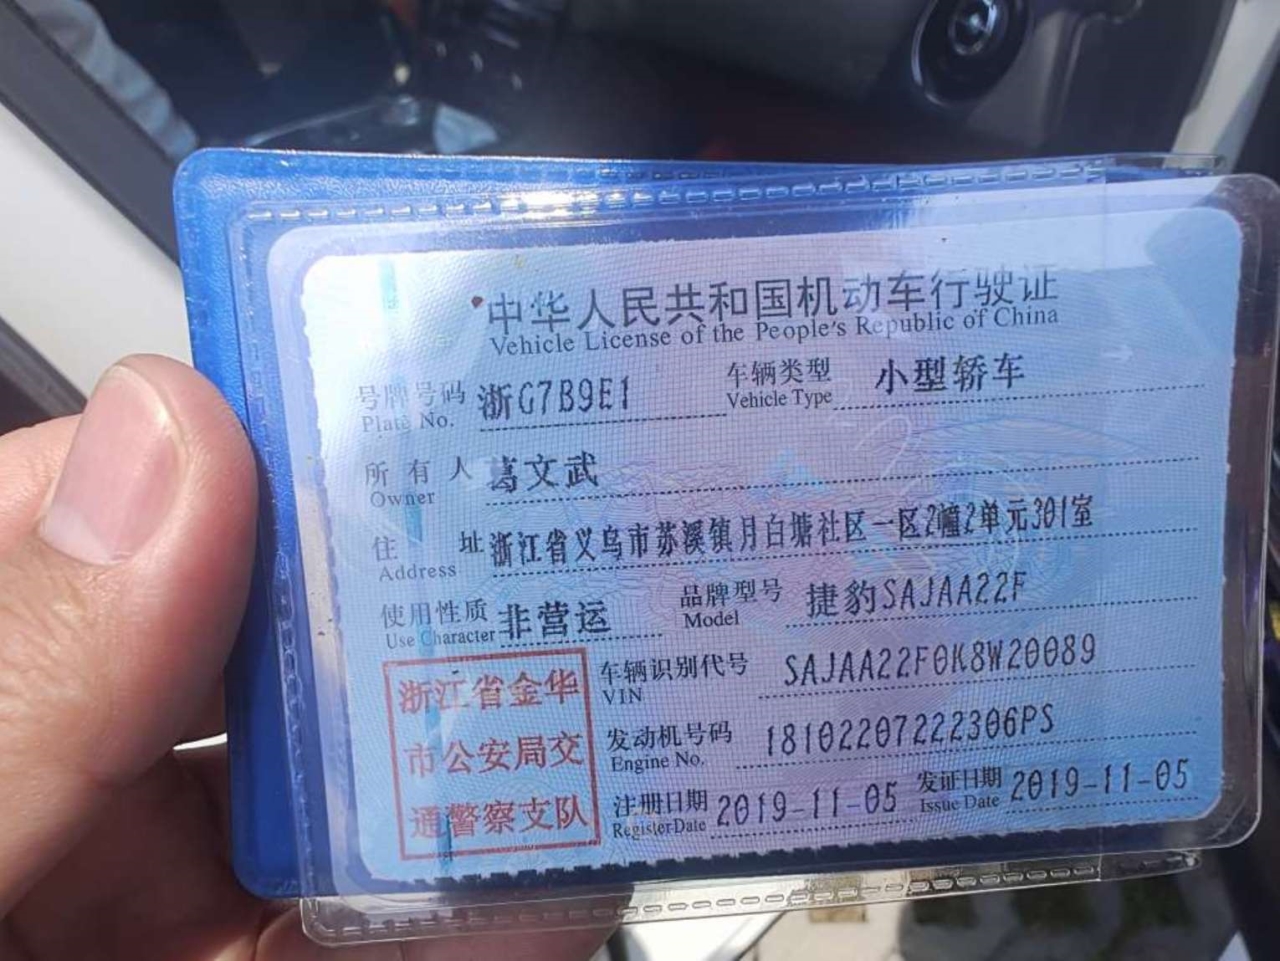 中华人民共和国机动车行驶证
Vehicle License of the People's Republic of China
号牌号码 浙G7B9E1 车辆类型 小型轿车
Plate No. Vehicle Type
所有人 葛文武
Owner
住址 浙江省义乌市苏溪镇月白塘社区一区2幢2单元301室
Address
使用性质 非营运 品牌型号 捷豹SAJAA22F
Use Character Model
浙江省金华
市公安局交
通警察支队
车辆识别代号 SAJAA22F0K8W20089
VIN
发动机号码 18102207222306PS
Engine No.
注册日期 2019-11-05 发证日期 2019-11-05
Register Date Issue Date